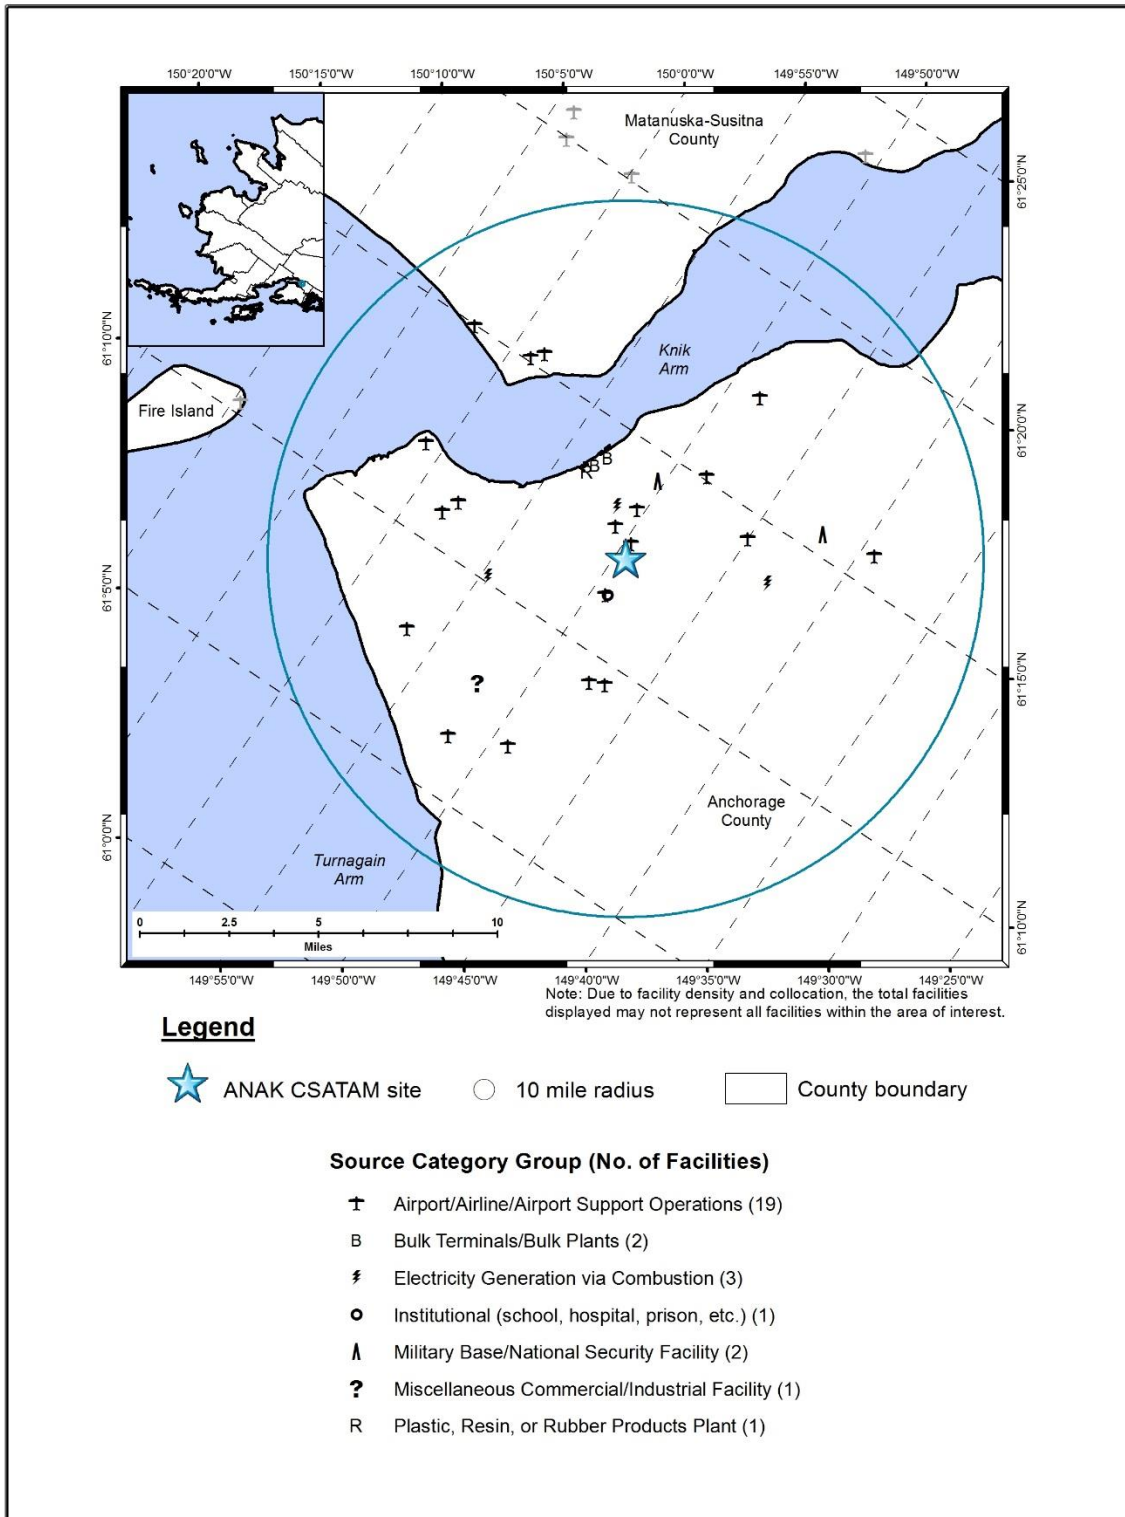 150°20'0"W 150°15'0"W 150°10'0"W 150°5'0"W 150°0'0"W 149°55'0"W 149°50'0"W
Matanuska-Susitna
County
61°25'0"N
61°10'0"N
Knik
Arm
Fire Island
61°20'0"N
B
B
R
61°5'0"N
61°15'0"N
?
Anchorage
County
61°0'0"N
Turnagain
Arm
61°10'0"N
0 2.5 5 10
Miles
149°55'0"W 149°50'0"W 149°45'0"W 149°40'0"W 149°35'0"W 149°30'0"W 149°25'0"W
Note: Due to facility density and collocation, the total facilities
displayed may not represent all facilities within the area of interest.
Legend
ANAK CSATAM site 10 mile radius County boundary
Source Category Group (No. of Facilities)
Airport/Airline/Airport Support Operations (19)
B Bulk Terminals/Bulk Plants (2)
Electricity Generation via Combustion (3)
Institutional (school, hospital, prison, etc.) (1)
Military Base/National Security Facility (2)
? Miscellaneous Commercial/Industrial Facility (1)
R Plastic, Resin, or Rubber Products Plant (1)